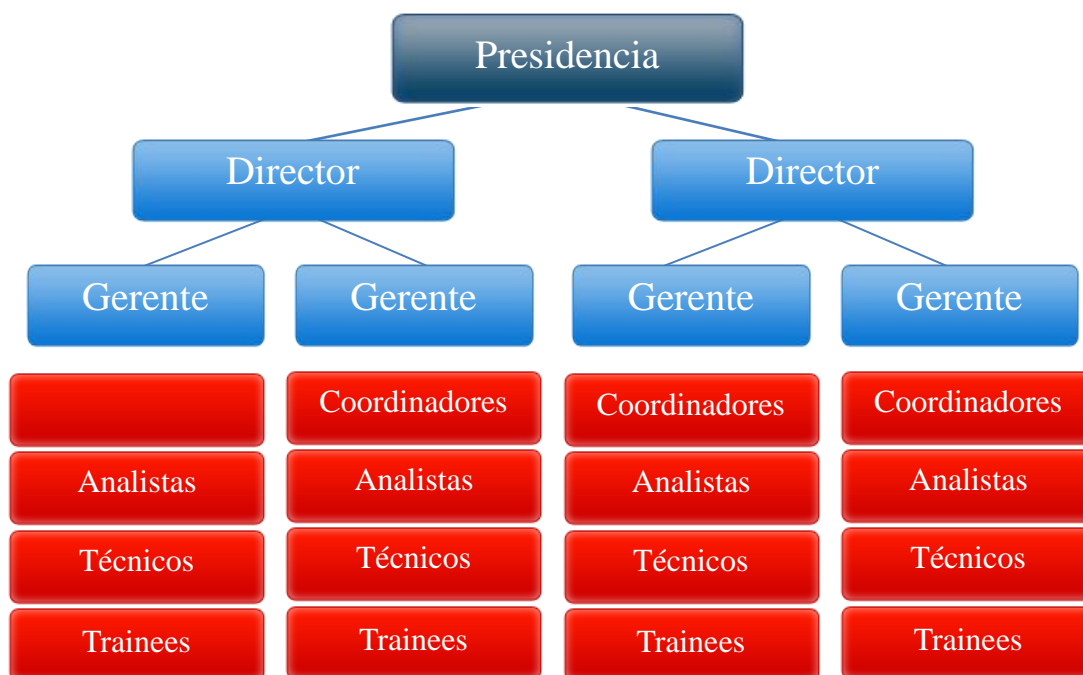 Presidencia
Director Director
Gerente Gerente Gerente Gerente
Coordinadores Coordinadores Coordinadores
Analistas Analistas Analistas Analistas
Técnicos Técnicos Técnicos Técnicos
Trainees Trainees Trainees Trainees